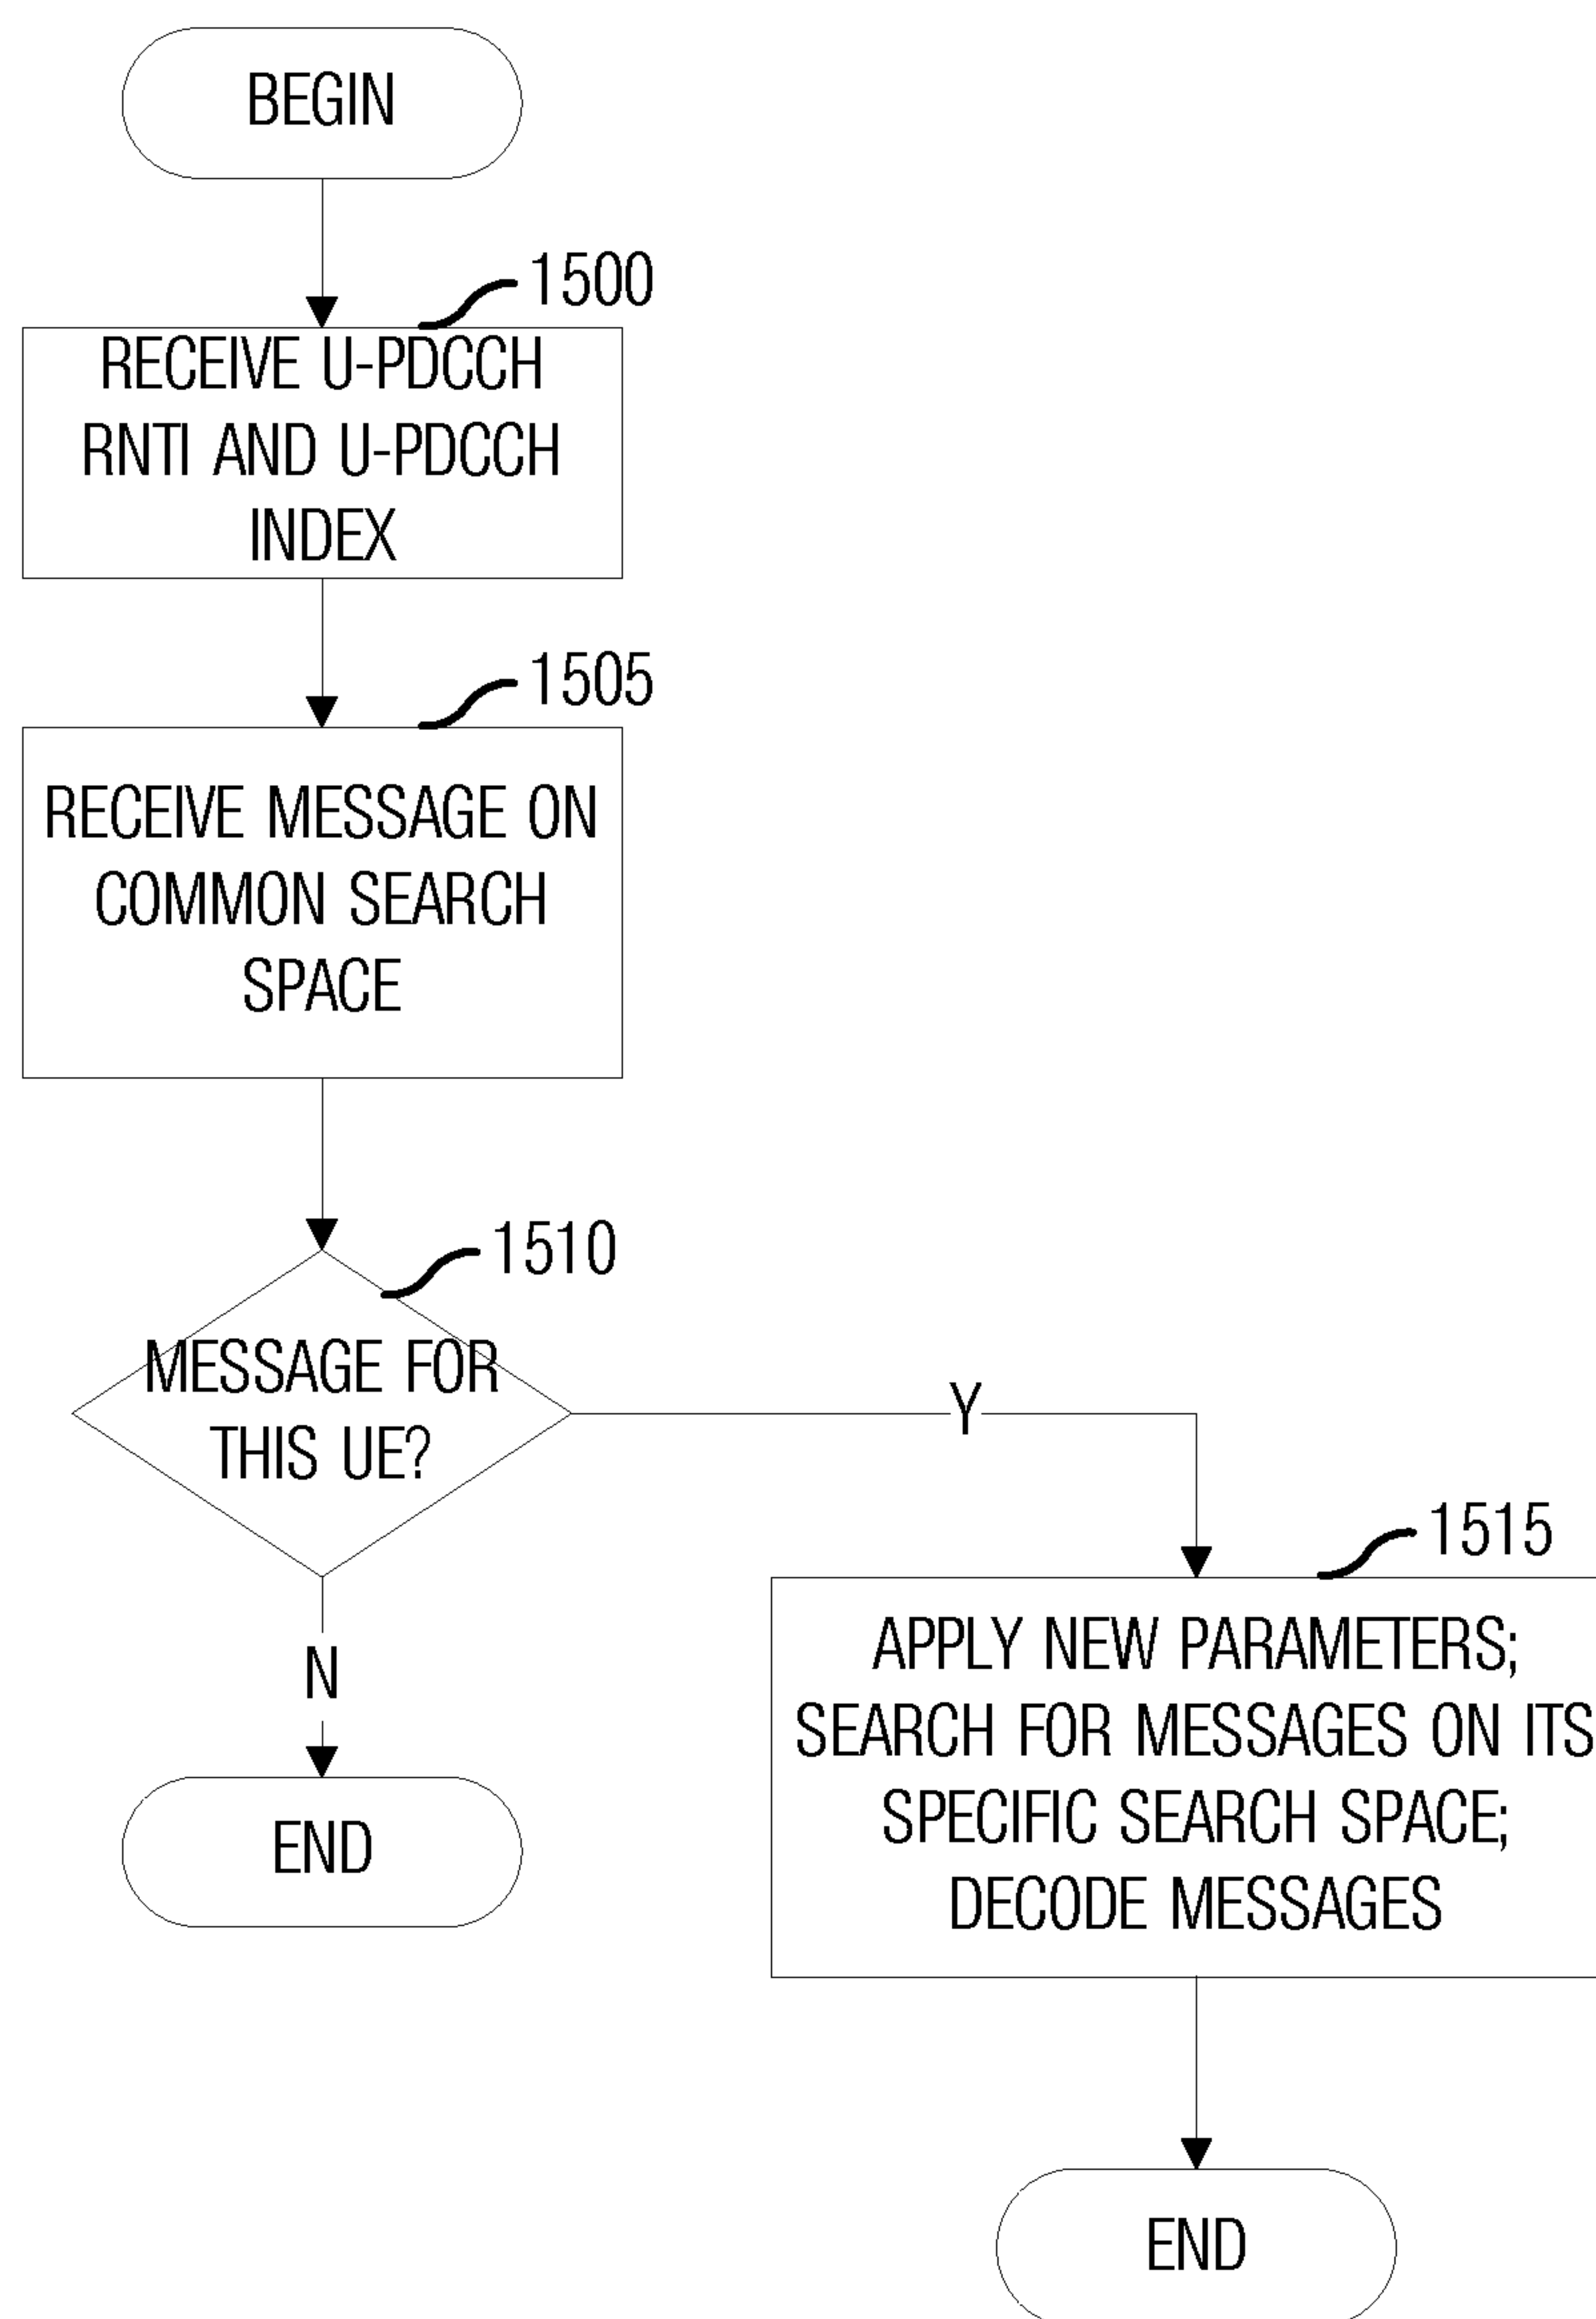 BEGIN
1500
RECEIVE U-PDCCH
RNTI AND U-PDCCH
INDEX
1505
RECEIVE MESSAGE ON
COMMON SEARCH
SPACE
1510
MESSAGE FOR
THIS UE?
Y
N
1515
APPLY NEW PARAMETERS;
SEARCH FOR MESSAGES ON ITS
SPECIFIC SEARCH SPACE;
DECODE MESSAGES
END
END